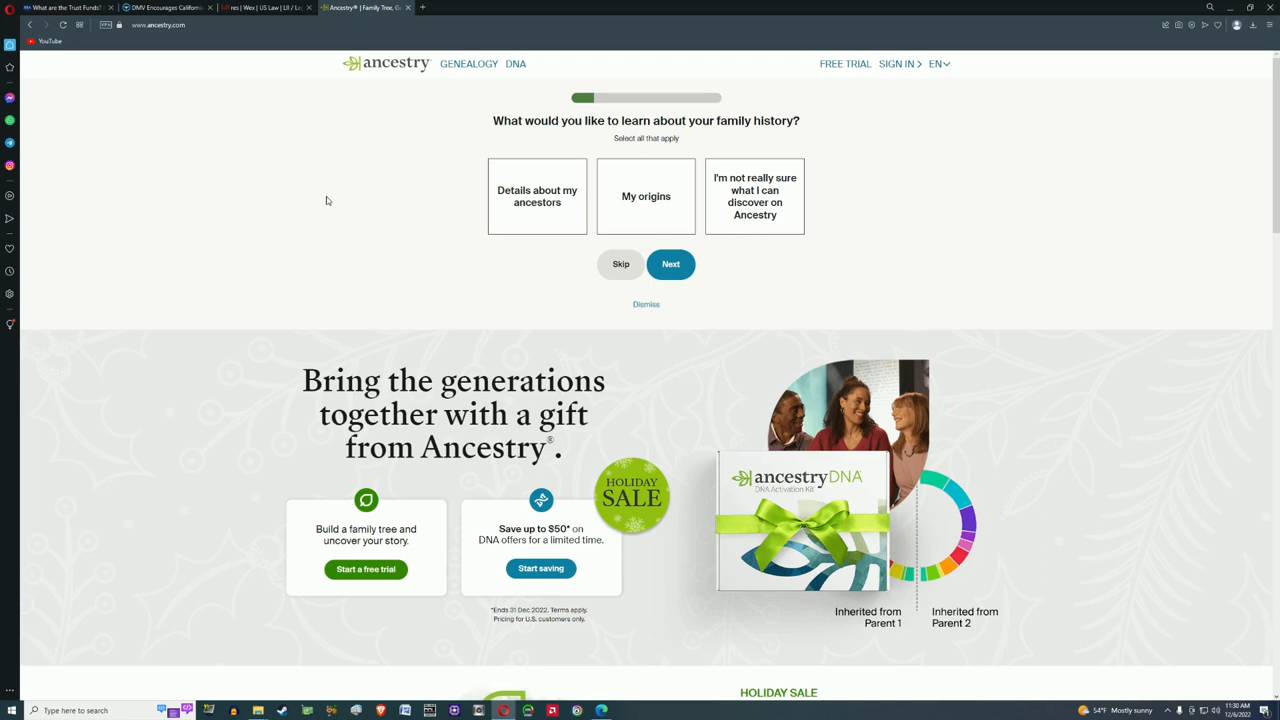 What are the Trust Funds?
DMV Encourages Californi
res | Wex | US Law | LII / Le
Ancestry® | Family Tree, G
VPN
www.ancestry.com
YouTube
ancestry
GENEALOGY
DNA
FREE TRIAL
SIGN IN
EN
What would you like to learn about your family history?
Select all that apply
Details about my
ancestors
My origins
I'm not really sure
what I can
discover on
Ancestry
Skip
Next
Dismiss
Bring the generations
together with a gift
from Ancestry®.
HOLIDAY
SALE
Build a family tree and
uncover your story.
Start a free trial
Save up to $50* on
DNA offers for a limited time.
Start saving
*Ends 31 Dec 2022. Terms apply.
Pricing for U.S. customers only.
ancestryDNA
DNA Activation Kit
Inherited from
Parent 1
Inherited from
Parent 2
HOLIDAY SALE
Type here to search
54°F Mostly sunny
11:30 AM
12/6/2022